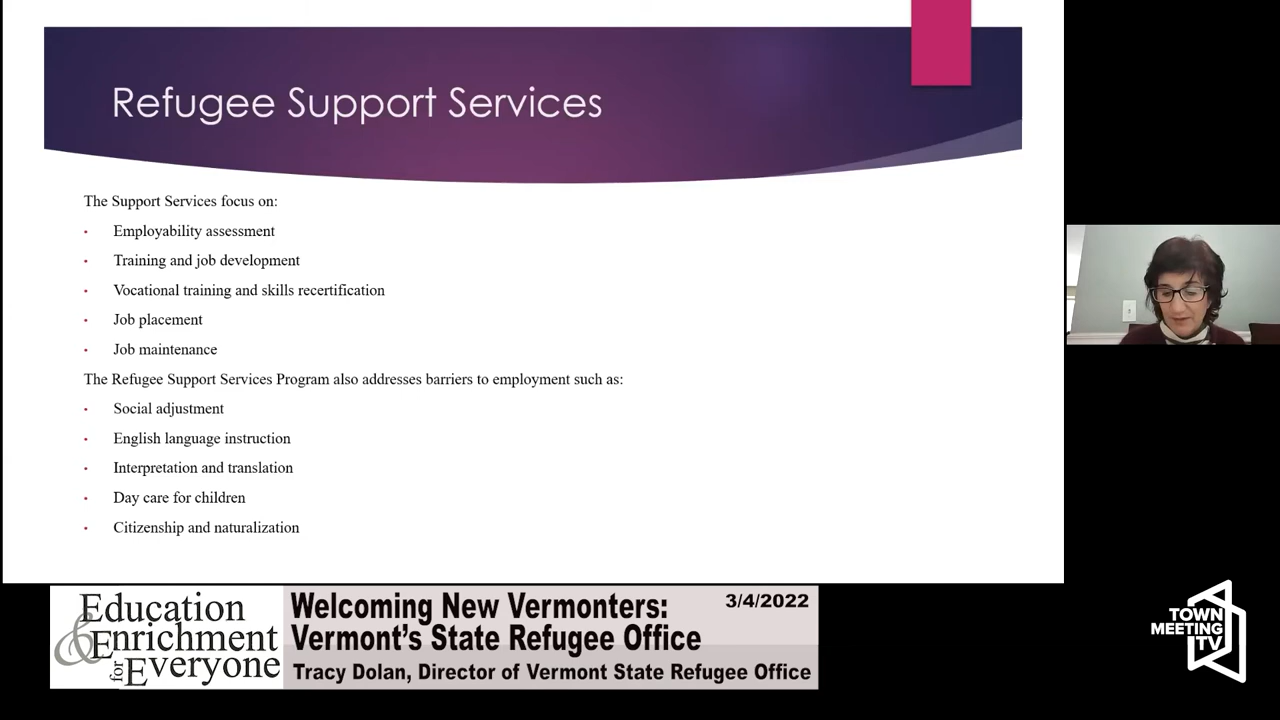 Refugee Support Services
The Support Services focus on:
• Employability assessment
• Training and job development
• Vocational training and skills recertification
• Job placement
• Job maintenance
The Refugee Support Services Program also addresses barriers to employment such as:
• Social adjustment
• English language instruction
• Interpretation and translation
• Day care for children
• Citizenship and naturalization
Education
& Enrichment
for Everyone
Welcoming New Vermonters: 3/4/2022
Vermont's State Refugee Office
Tracy Dolan, Director of Vermont State Refugee Office
TOWN
MEETING
TV